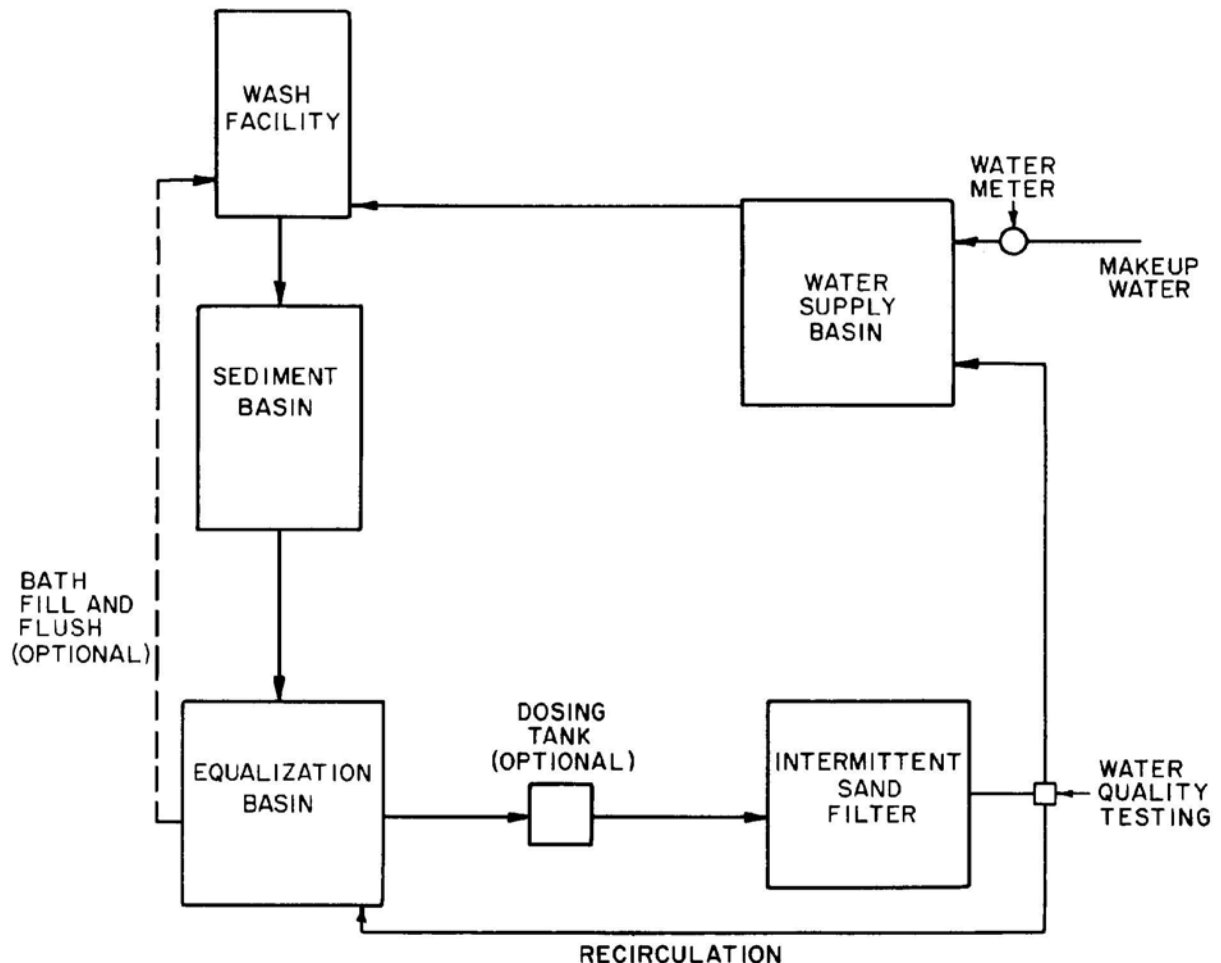 WASH
FACILITY
WATER
METER
MAKEUP
WATER
WATER
SUPPLY
BASIN
SEDIMENT
BASIN
BATH
FILL AND
FLUSH
(OPTIONAL)
EQUALIZATION
BASIN
DOSING
TANK
(OPTIONAL)
INTERMITTENT
SAND
FILTER
WATER
QUALITY
TESTING
RECIRCULATION